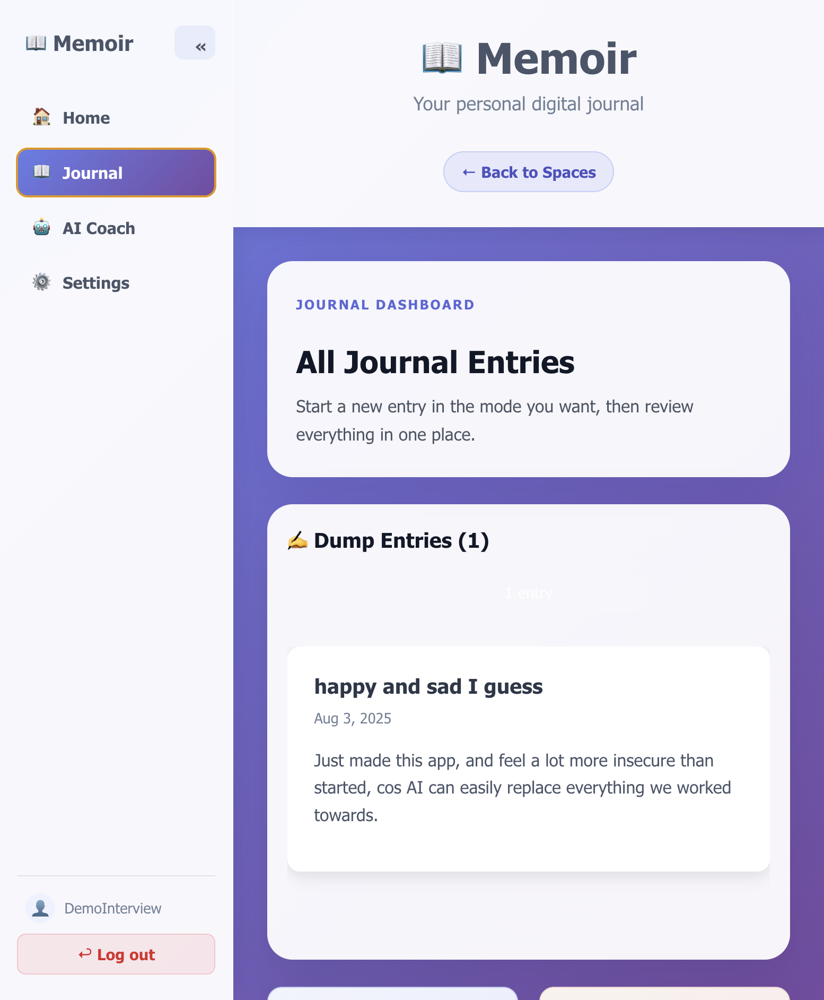 Memoir
«
Home
Journal
AI Coach
Settings
DemoInterview
Log out
Memoir
Your personal digital journal
← Back to Spaces
JOURNAL DASHBOARD
All Journal Entries
Start a new entry in the mode you want, then review
everything in one place.
Dump Entries (1)
1 entry
happy and sad I guess
Aug 3, 2025
Just made this app, and feel a lot more insecure than
started, cos AI can easily replace everything we worked
towards.